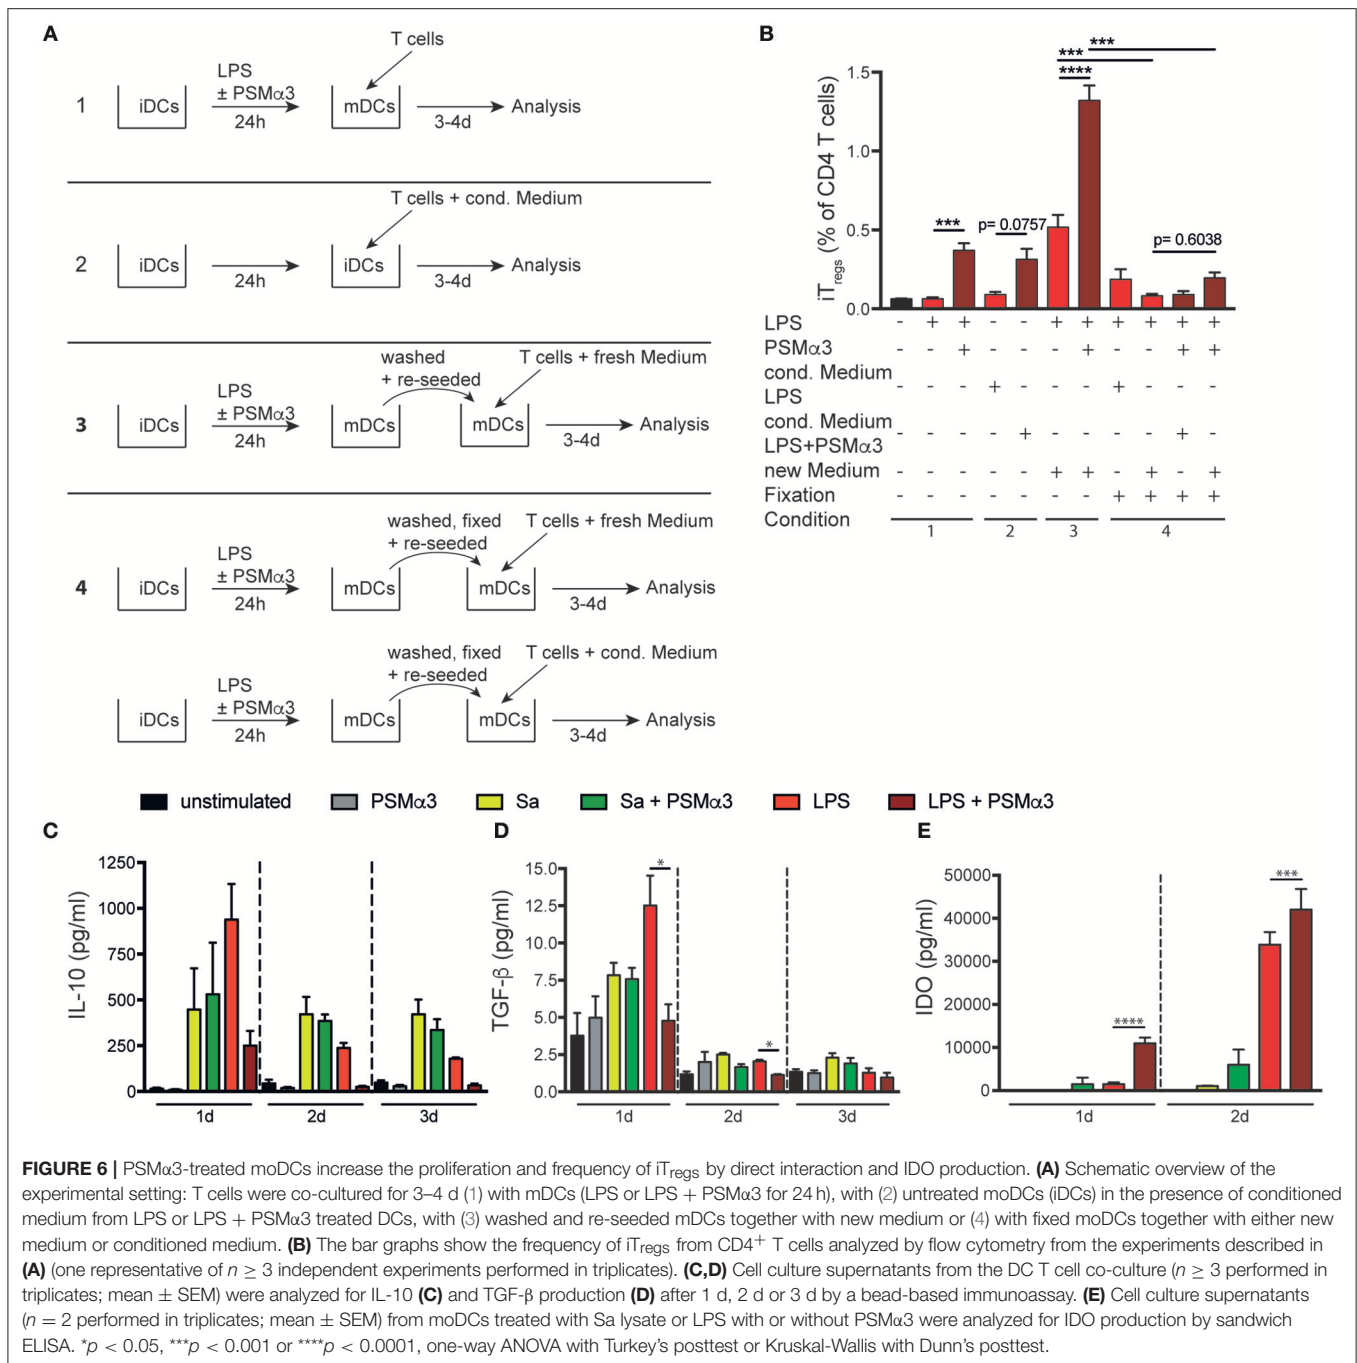 A
T cells
LPS
± PSMα3
1
iDCs
mDCs
Analysis
24h
3-4d
T cells + cond. Medium
2
iDCs
iDCs
Analysis
24h
3-4d
washed
+ re-seeded
T cells + fresh Medium
LPS
± PSMα3
3
iDCs
mDCs
mDCs
Analysis
24h
3-4d
washed, fixed
+ re-seeded
T cells + fresh Medium
LPS
± PSMα3
4
iDCs
mDCs
mDCs
Analysis
24h
3-4d
washed, fixed
+ re-seeded
T cells + cond. Medium
LPS
± PSMα3
iDCs
mDCs
mDCs
Analysis
24h
3-4d
B
iTregs (% of CD4 T cells)
1.5
1.0
0.5
0.0
*** p= 0.0757 *** **** *** p= 0.6038
LPS - + + - - + + + + + +
PSMα3 - - + - - - + - - + +
cond. Medium
LPS - - - + - - - + - - -
cond. Medium
LPS+PSMα3 - - - - + - - - - + -
new Medium - - - - - + + - + - +
Fixation - - - - - - - + + + +
Condition 1 2 3 4
unstimulated PSMα3 Sa Sa + PSMα3 LPS LPS + PSMα3
C
IL-10 (pg/ml)
1250
1000
750
500
250
0
1d 2d 3d
D
TGF-β (pg/ml)
15.0
12.5
10.0
7.5
5.0
2.5
0.0
* *
1d 2d 3d
E
IDO (pg/ml)
50000
40000
30000
20000
10000
0
**** ***
1d 2d
FIGURE 6 | PSMα3-treated moDCs increase the proliferation and frequency of iTregs by direct interaction and IDO production. (A) Schematic overview of the
experimental setting: T cells were co-cultured for 3–4 d (1) with mDCs (LPS or LPS + PSMα3 for 24 h), with (2) untreated moDCs (iDCs) in the presence of conditioned
medium from LPS or LPS + PSMα3 treated DCs, with (3) washed and re-seeded mDCs together with new medium or (4) with fixed moDCs together with either new
medium or conditioned medium. (B) The bar graphs show the frequency of iTregs from CD4+ T cells analyzed by flow cytometry from the experiments described in
(A) (one representative of n ≥ 3 independent experiments performed in triplicates). (C,D) Cell culture supernatants from the DC T cell co-culture (n ≥ 3 performed in
triplicates; mean ± SEM) were analyzed for IL-10 (C) and TGF-β production (D) after 1 d, 2 d or 3 d by a bead-based immunoassay. (E) Cell culture supernatants
(n = 2 performed in triplicates; mean ± SEM) from moDCs treated with Sa lysate or LPS with or without PSMα3 were analyzed for IDO production by sandwich
ELISA. *p < 0.05, ***p < 0.001 or ****p < 0.0001, one-way ANOVA with Turkey's posttest or Kruskal-Wallis with Dunn's posttest.